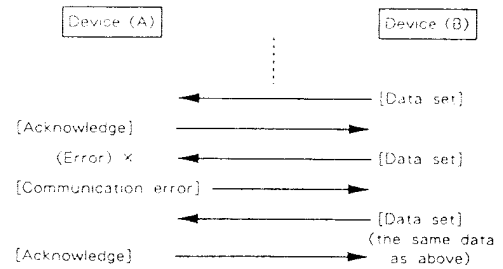 Device (A) Device (B)
[Data set]
[Acknowledge]
(Error) × [Data set]
[Communication error]
[Data set]
(the same data
[Acknowledge] as above)